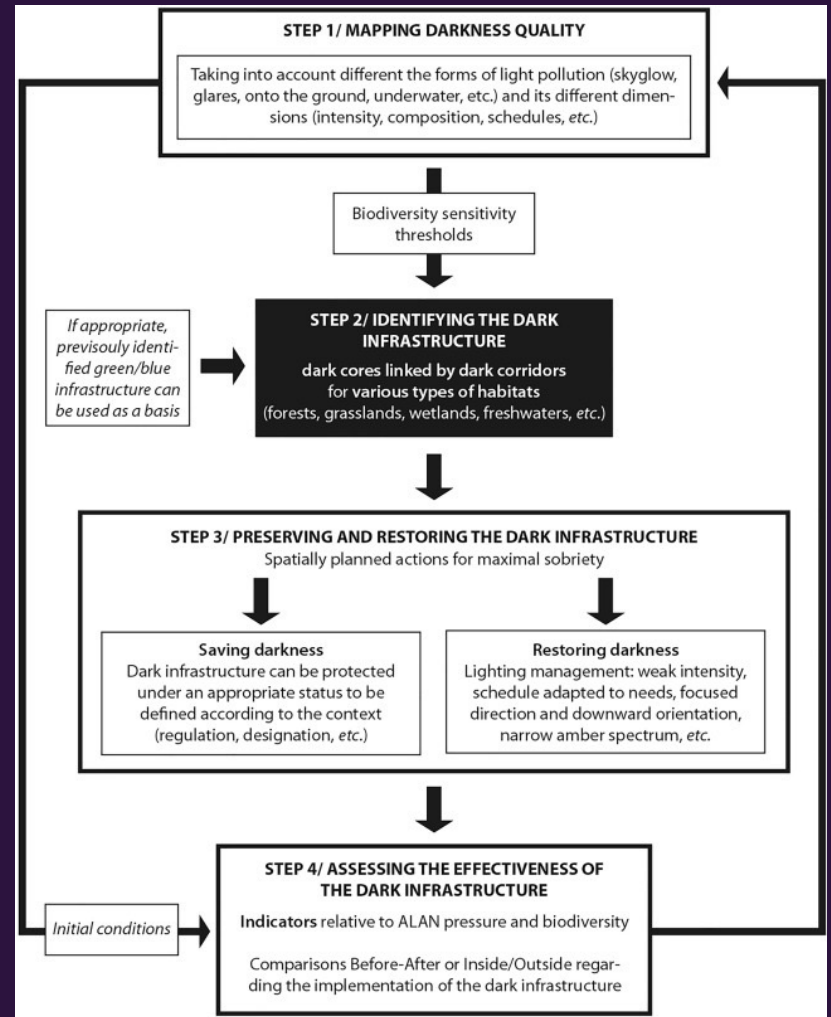 STEP 1/ MAPPING DARKNESS QUALITY
Taking into account different the forms of light pollution (skyglow,
glares, onto the ground, underwater, etc.) and its different dimen-
sions (intensity, composition, schedules, etc.)
Biodiversity sensitivity
thresholds
If appropriate,
previsouly identi-
fied green/blue
infrastructure can
be used as a basis
STEP 2/ IDENTIFYING THE DARK
INFRASTRUCTURE
dark cores linked by dark corridors
for various types of habitats
(forests, grasslands, wetlands, freshwaters, etc.)
STEP 3/ PRESERVING AND RESTORING THE DARK INFRASTRUCTURE
Spatially planned actions for maximal sobriety
Saving darkness
Dark infrastructure can be protected
under an appropriate status to be
defined according to the context
(regulation, designation, etc.)
Restoring darkness
Lighting management: weak intensity,
schedule adapted to needs, focused
direction and downward orientation,
narrow amber spectrum, etc.
Initial conditions
STEP 4/ ASSESSING THE EFFECTIVENESS OF
THE DARK INFRASTRUCTURE
Indicators relative to ALAN pressure and biodiversity
Comparisons Before-After or Inside/Outside regar-
ding the implementation of the dark infrastructure